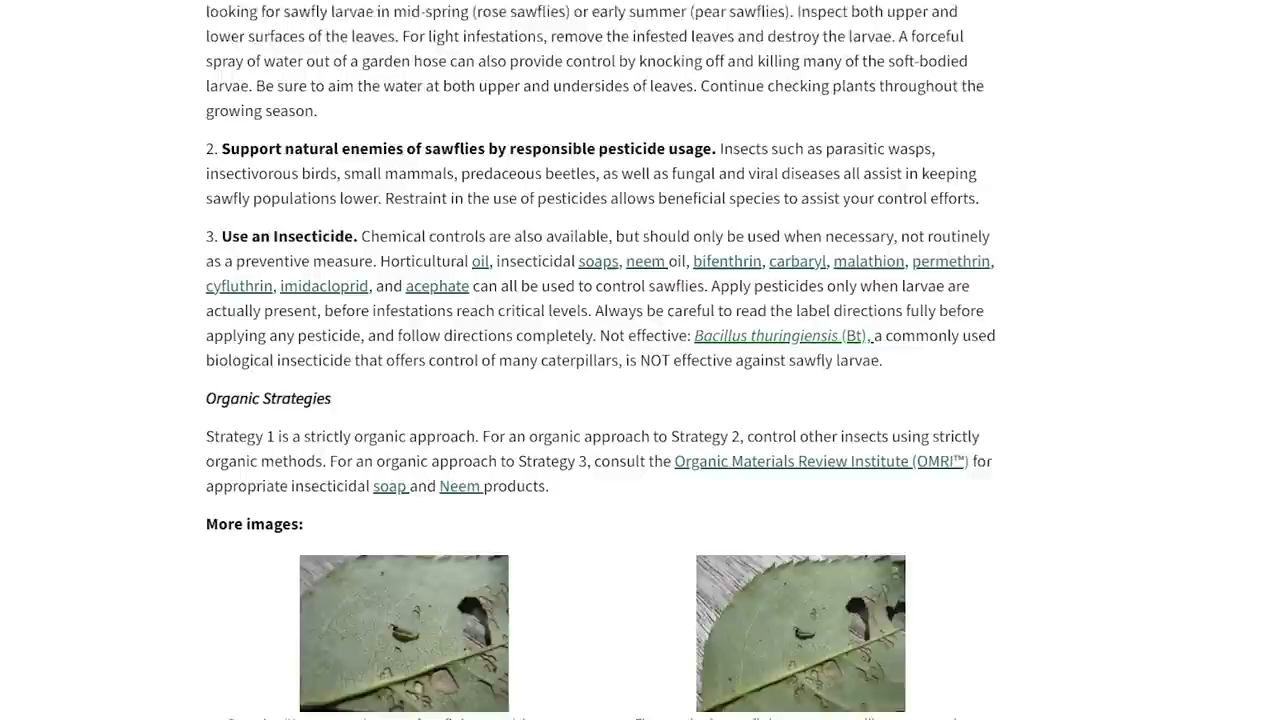 looking for sawfly larvae in mid-spring (rose sawflies) or early summer (pear sawflies). Inspect both upper and
lower surfaces of the leaves. For light infestations, remove the infested leaves and destroy the larvae. A forceful
spray of water out of a garden hose can also provide control by knocking off and killing many of the soft-bodied
larvae. Be sure to aim the water at both upper and undersides of leaves. Continue checking plants throughout the
growing season.
2. Support natural enemies of sawflies by responsible pesticide usage. Insects such as parasitic wasps,
insectivorous birds, small mammals, predaceous beetles, as well as fungal and viral diseases all assist in keeping
sawfly populations lower. Restraint in the use of pesticides allows beneficial species to assist your control efforts.
3. Use an Insecticide. Chemical controls are also available, but should only be used when necessary, not routinely
as a preventive measure. Horticultural oil, insecticidal soaps, neem oil, bifenthrin, carbaryl, malathion, permethrin,
cyfluthrin, imidacloprid, and acephate can all be used to control sawflies. Apply pesticides only when larvae are
actually present, before infestations reach critical levels. Always be careful to read the label directions fully before
applying any pesticide, and follow directions completely. Not effective: Bacillus thuringiensis (Bt), a commonly used
biological insecticide that offers control of many caterpillars, is NOT effective against sawfly larvae.
Organic Strategies
Strategy 1 is a strictly organic approach. For an organic approach to Strategy 2, control other insects using strictly
organic methods. For an organic approach to Strategy 3, consult the Organic Materials Review Institute (OMRI™) for
appropriate insecticidal soap and Neem products.
More images: